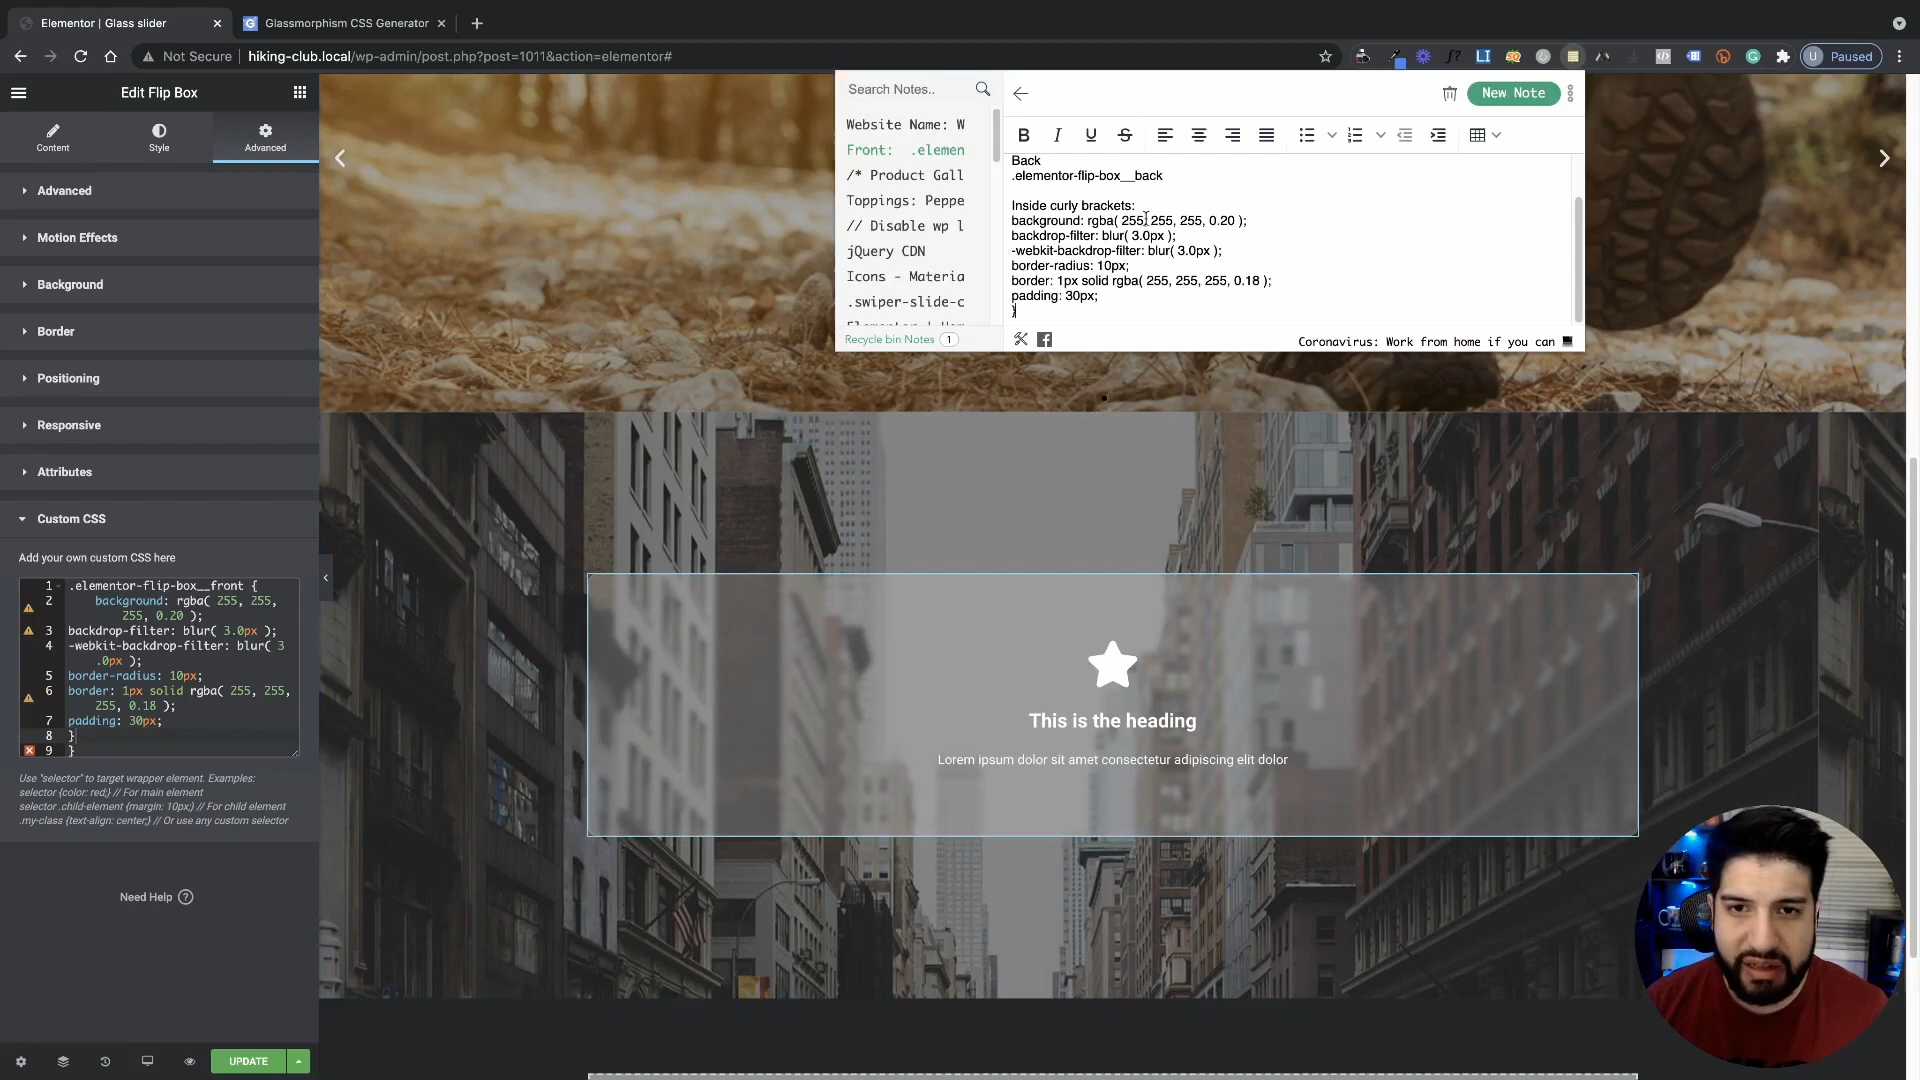 Elementor | Glass slider
Glassmorphism CSS Generator
Not Secure hiking-club.local/wp-admin/post.php?post=1011&action=elementor#
Paused
Edit Flip Box
Content Style Advanced
Advanced
Motion Effects
Background
Border
Positioning
Responsive
Attributes
Custom CSS
Add your own custom CSS here
1 .elementor-flip-box__front {
2 background: rgba( 255, 255,
255, 0.20 );
3 backdrop-filter: blur( 3.0px );
4 -webkit-backdrop-filter: blur( 3
.0px );
5 border-radius: 10px;
6 border: 1px solid rgba( 255, 255,
255, 0.18 );
7 padding: 30px;
8 }
9 }
Use "selector" to target wrapper element. Examples:
selector {color: red;} // For main element
selector .child-element {margin: 10px;} // For child element
.my-class {text-align: center;} // Or use any custom selector
Need Help ?
UPDATE
Search Notes..
Website Name: W
Front: .elemen
/* Product Gall
Toppings: Peppe
// Disable wp l
jQuery CDN
Icons - Materia
.swiper-slide-c
Recycle bin Notes 1
New Note
B I U S
Back
.elementor-flip-box__back
Inside curly brackets:
background: rgba( 255, 255, 255, 0.20 );
backdrop-filter: blur( 3.0px );
-webkit-backdrop-filter: blur( 3.0px );
border-radius: 10px;
border: 1px solid rgba( 255, 255, 255, 0.18 );
padding: 30px;
}
Coronavirus: Work from home if you can
This is the heading
Lorem ipsum dolor sit amet consectetur adipiscing elit dolor